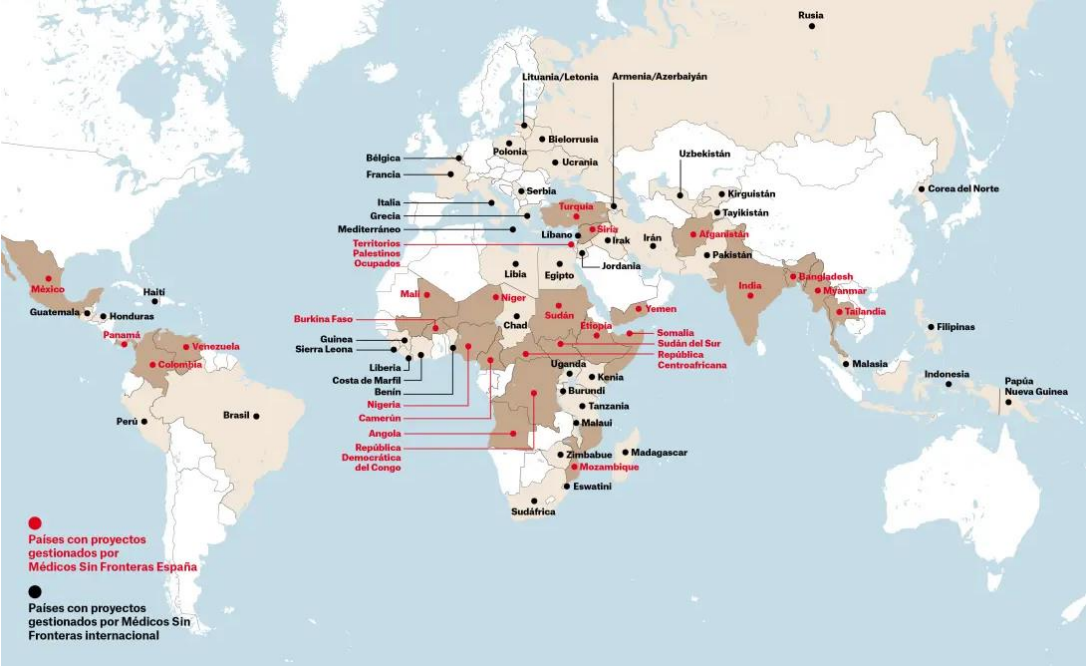 Rusia
Lituania/Letonia
Armenia/Azerbaiyán
Bielorrusia
Polonia
Uzbekistán
Bélgica
Ucrania
Francia
Corea del Norte
Serbia
Kirguistán
Italia
Turquía
Tayikistán
Grecia
Mediterráneo
Líbano
Siria
Irak
Irán
Afganistán
Territorios
Palestinos
Ocupados
Pakistán
Jordania
Libia
Egipto
Bangladesh
México
Haití
Mali
Niger
India
Myanmar
Guatemala
Honduras
Sudán
Yemen
Tailandia
Burkina Faso
Chad
Etiopía
Filipinas
Panamá
Somalia
Guinea
Sudán del Sur
Venezuela
Sierra Leona
República
Centroafricana
Colombia
Liberia
Uganda
Malasia
Costa de Marfil
Kenia
Indonesia
Benín
Burundi
Papúa
Nueva Guinea
Nigeria
Tanzania
Camerún
Brasil
Perú
Malaui
Angola
República
Democrática
del Congo
Zimbabue
Madagascar
Mozambique
Eswatini
Sudáfrica
Países con proyectos
gestionados por
Médicos Sin Fronteras España
Países con proyectos
gestionados por Médicos Sin
Fronteras internacional